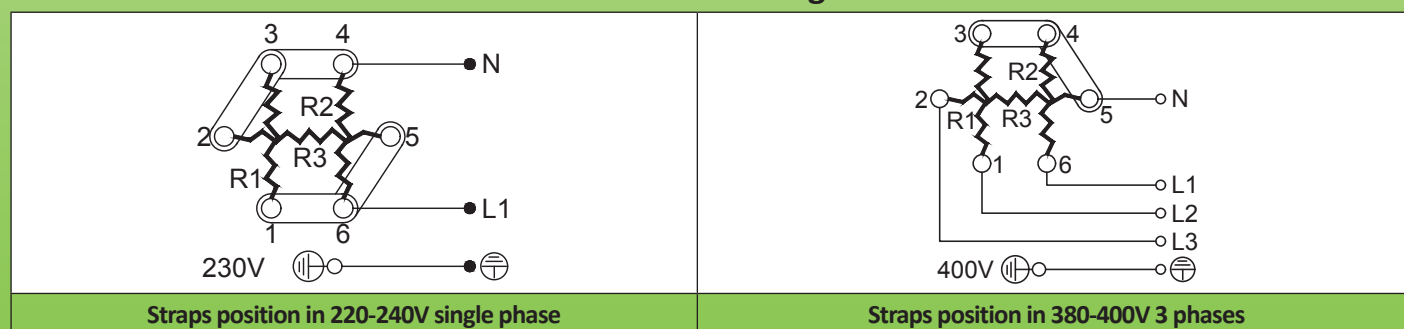 3 4
N
R2
2 5
R3
R1
L1
1 6
230V
3 4
R2
2 N
R1 R3 5
1 6
L1
L2
L3
400V
Straps position in 220-240V single phase
Straps position in 380-400V 3 phases